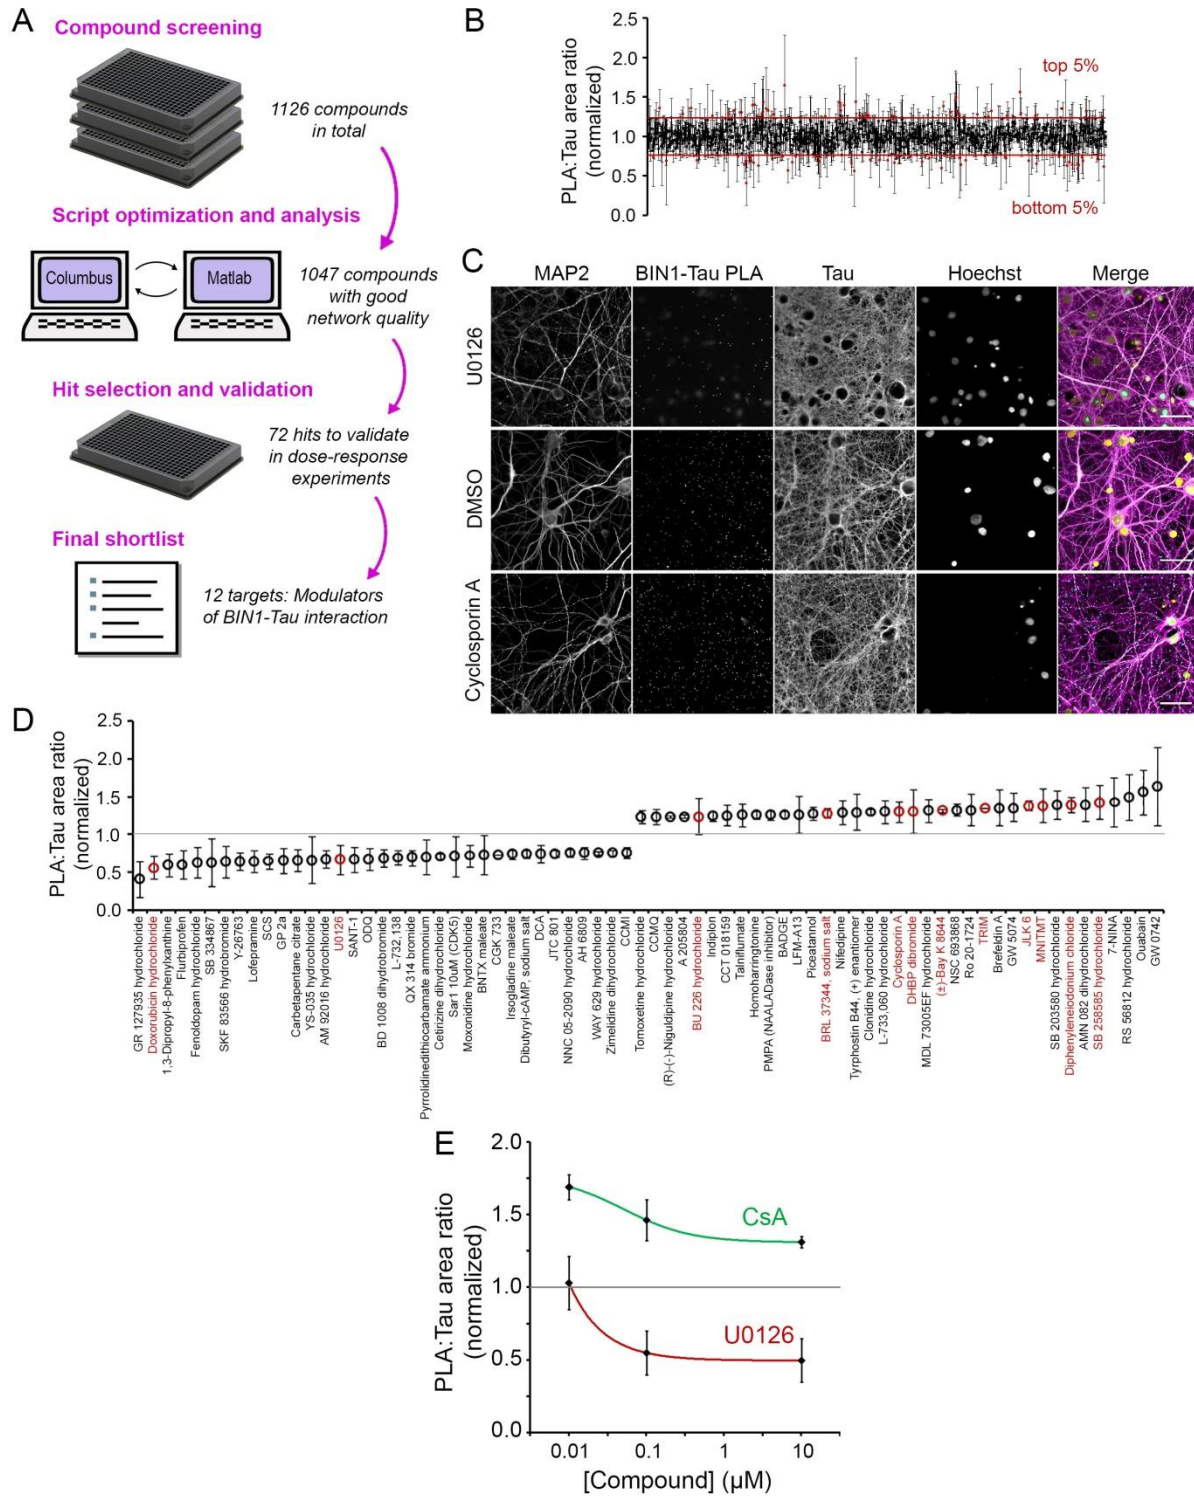 A
Compound screening
1126 compounds
in total
Script optimization and analysis
Columbus
Matlab
1047 compounds
with good
network quality
Hit selection and validation
72 hits to validate
in dose-response
experiments
Final shortlist
12 targets: Modulators
of BIN1-Tau interaction
B
PLA:Tau area ratio
(normalized)
2.5
2.0
1.5
1.0
0.5
0.0
top 5%
bottom 5%
C
MAP2
BIN1-Tau PLA
Tau
Hoechst
Merge
U0126
DMSO
Cyclosporin A
D
PLA:Tau area ratio
(normalized)
2.5
2.0
1.5
1.0
0.5
0.0
GR 127935 hydrochloride
Doxorubicin hydrochloride
1,3-Dipropyl-8-phenylxanthine
Flurbiprofen
Fenoldopam hydrochloride
SB 334867
SKF 83566 hydrobromide
Y-26763
Lofepramine
SCS
GP 2a
Carbetapentane citrate
YS-035 hydrochloride
AM 92016 hydrochloride
U0126
SANT-1
ODQ
BD 1008 dihydrobromide
L-732,138
QX 314 bromide
Pyrrolidinedithiocarbamate ammonium
Cetirizine dihydrochloride
Sar1 10uM (CDK5)
Moxonidine hydrochloride
BNTX maleate
CGK 733
Irsogladine maleate
Dibutyryl-cAMP, sodium salt
DCA
JTC 801
NNC 05-2090 hydrochloride
AH 6809
WAY 629 hydrochloride
Zimelidine dihydrochloride
CCMI
Tomoxetine hydrochloride
CCMQ
(R)-(-)-Niguldipine hydrochloride
A 205804
BU 226 hydrochloride
Indiplon
CCT 018159
Talniflumate
Homoharringtonine
PMPA (NAALADase inhibitor)
BADGE
LFM-A13
Piceatannol
BRL 37344, sodium salt
Nifedipine
Tyrphostin B44, (+) enantiomer
Clonidine hydrochloride
L-733,060 hydrochloride
Cyclosporin A
DHBP dibromide
MDL 73005EF hydrochloride
(±)-Bay K 8644
NSC 693868
Ro 20-1724
TRIM
Brefeldin A
GW 5074
JLK 6
MNITMT
SB 203580 hydrochloride
Diphenyleneiodonium chloride
AMN 082 dihydrochloride
SB 258585 hydrochloride
7-NINA
RS 56812 hydrochloride
Ouabain
GW 0742
E
PLA:Tau area ratio
(normalized)
2.0
1.5
1.0
0.5
0.0
CsA
U0126
0.01
0.1
1
10
[Compound] (µM)